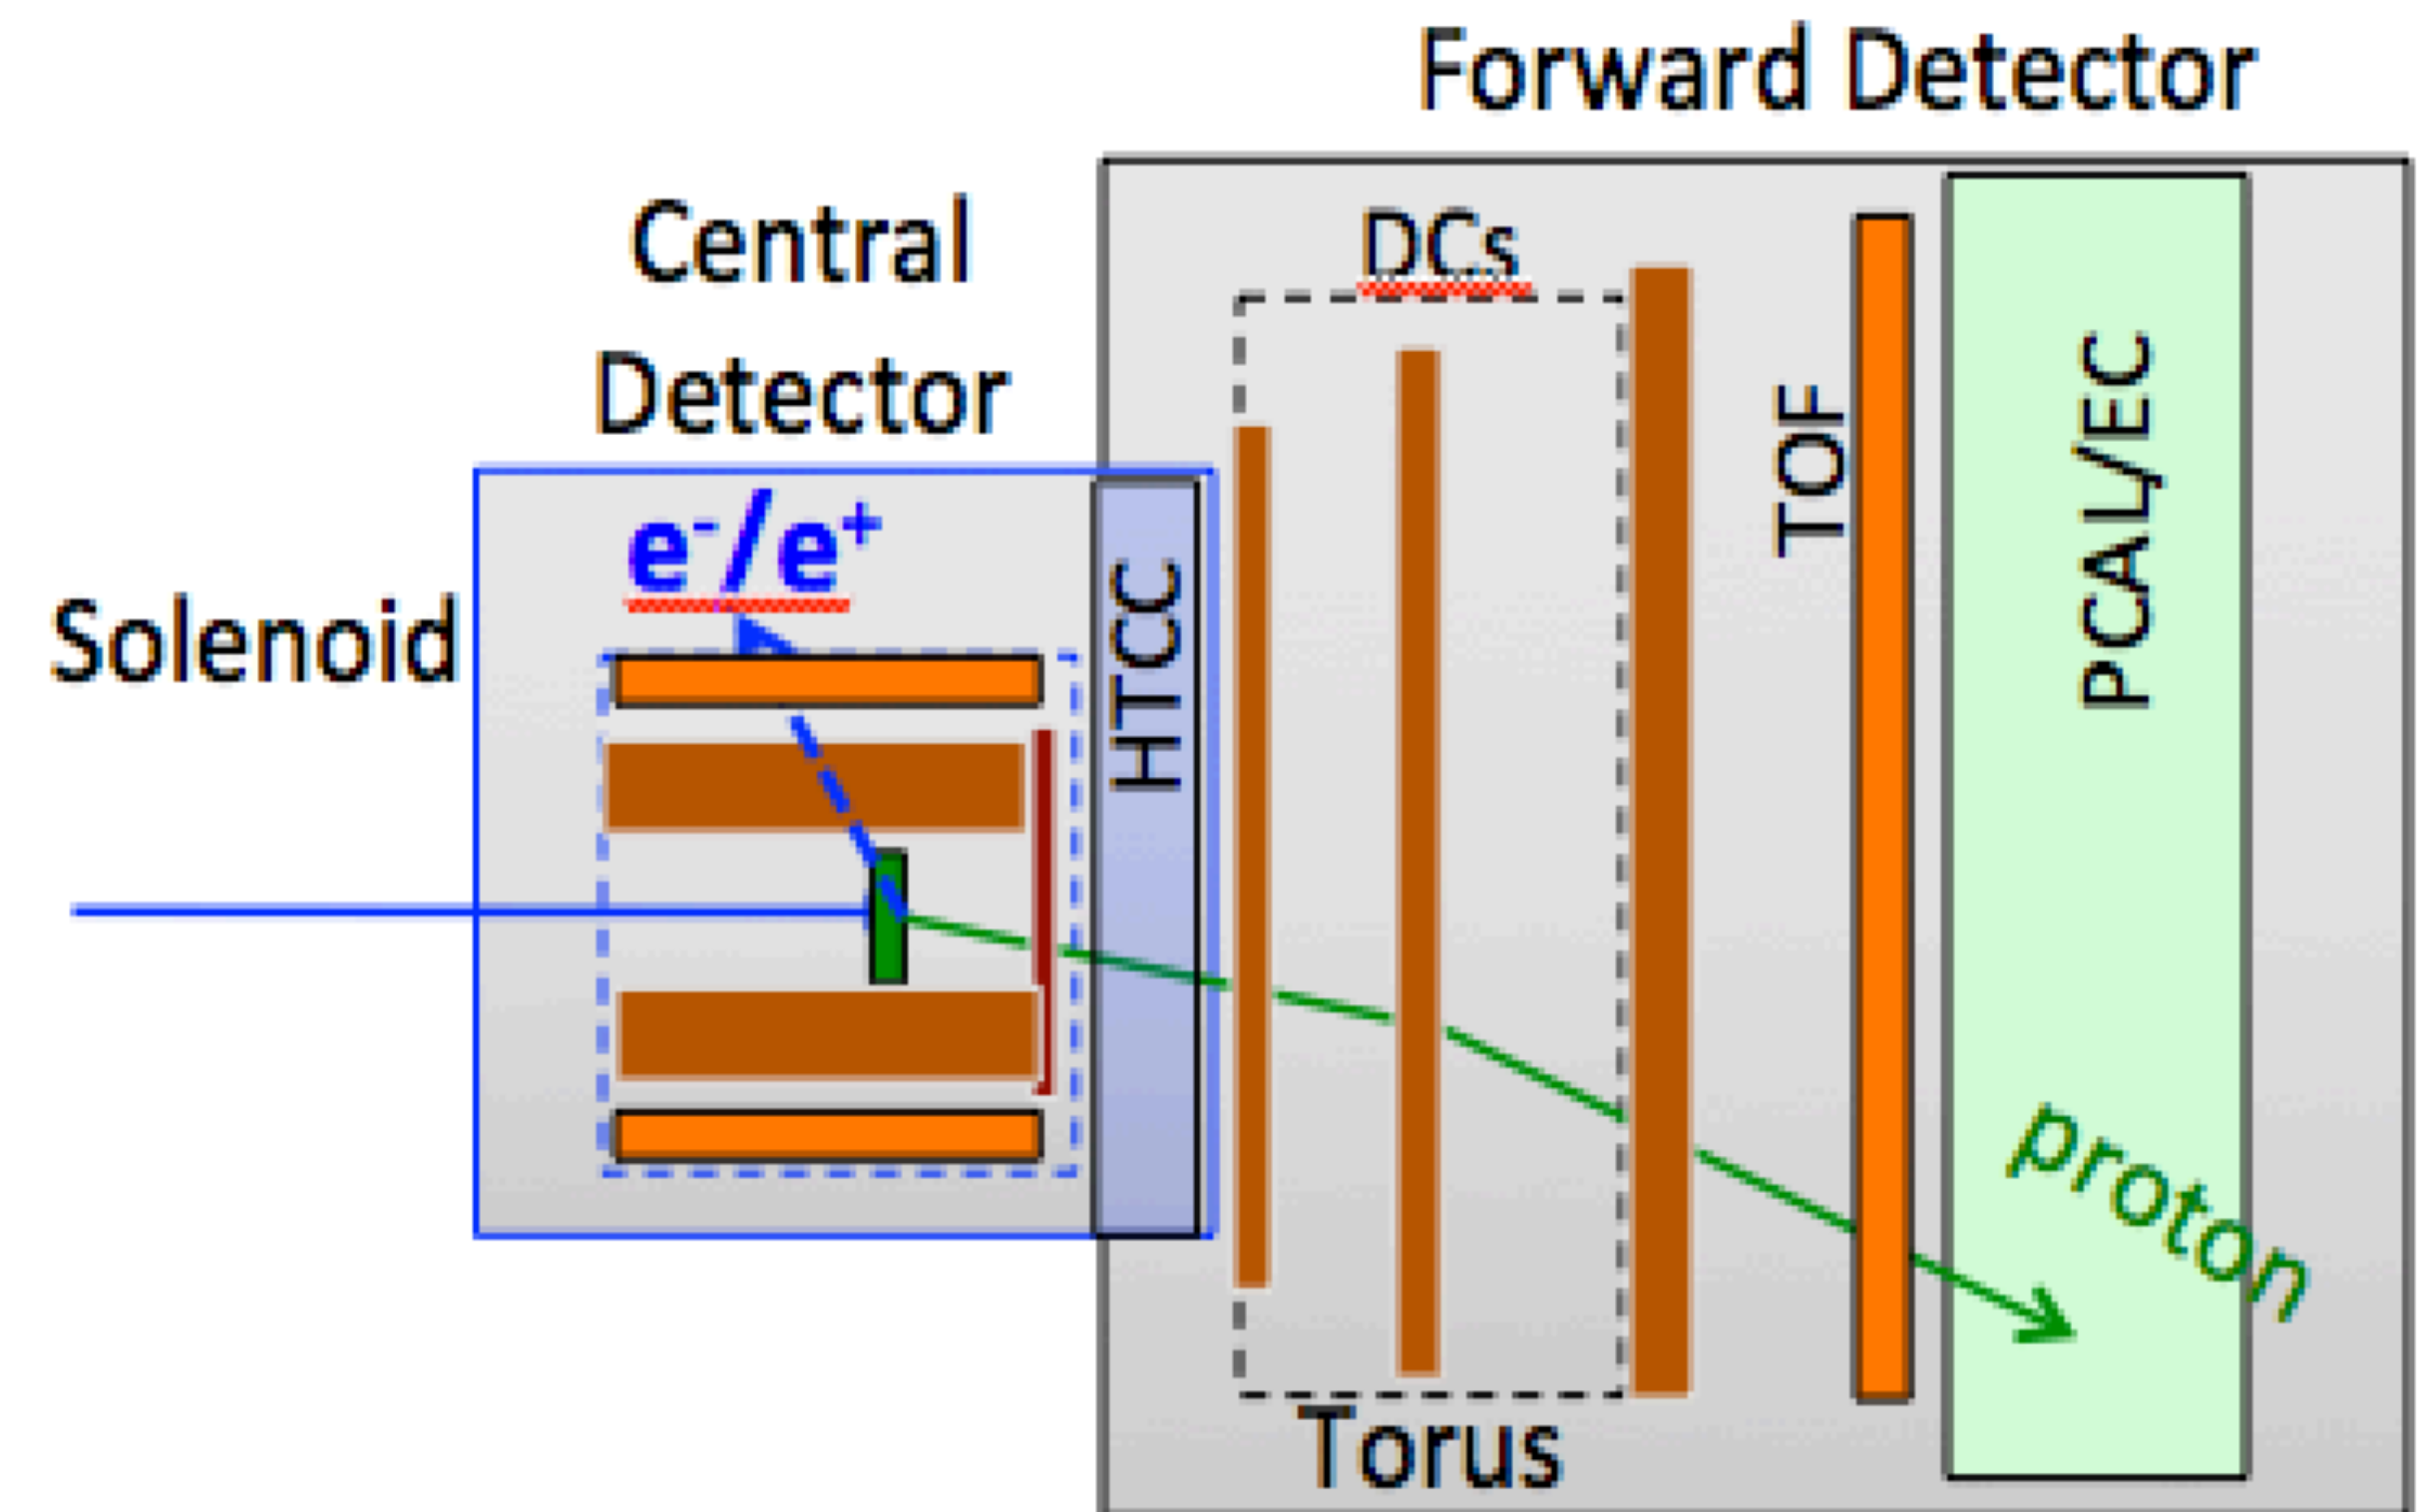 Forward Detector
Central
Detector
DCs
Solenoid
e⁻/e⁺
HTCC
TOF
PCAL/EC
proton
Torus